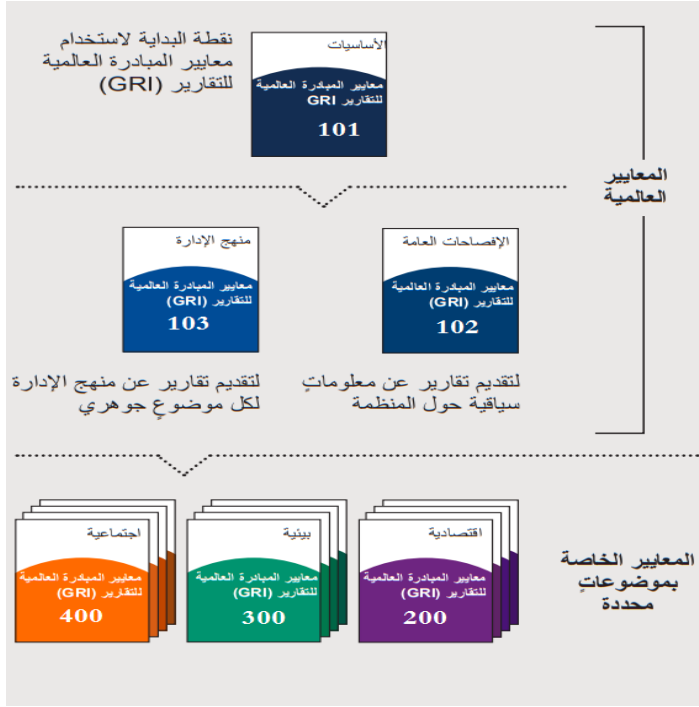 نقطة البداية لاستخدام
معايير المبادرة العالمية
للتقارير (GRI)
الأساسيات
معايير المبادرة العالمية
للتقارير GRI
101
المعايير
العالمية
الإفصاحات العامة
معايير المبادرة العالمية
للتقارير (GRI)
102
لتقديم تقارير عن معلوماتٍ
سياقية حول المنظمة
منهج الإدارة
معايير المبادرة العالمية
للتقارير (GRI)
103
لتقديم تقارير عن منهج الإدارة
لكل موضوعٍ جوهري
المعايير الخاصة
بموضوعاتٍ
محددة
اقتصادية
معايير المبادرة العالمية
للتقارير (GRI)
200
بيئية
معايير المبادرة العالمية
للتقارير (GRI)
300
اجتماعية
معايير المبادرة العالمية
للتقارير (GRI)
400